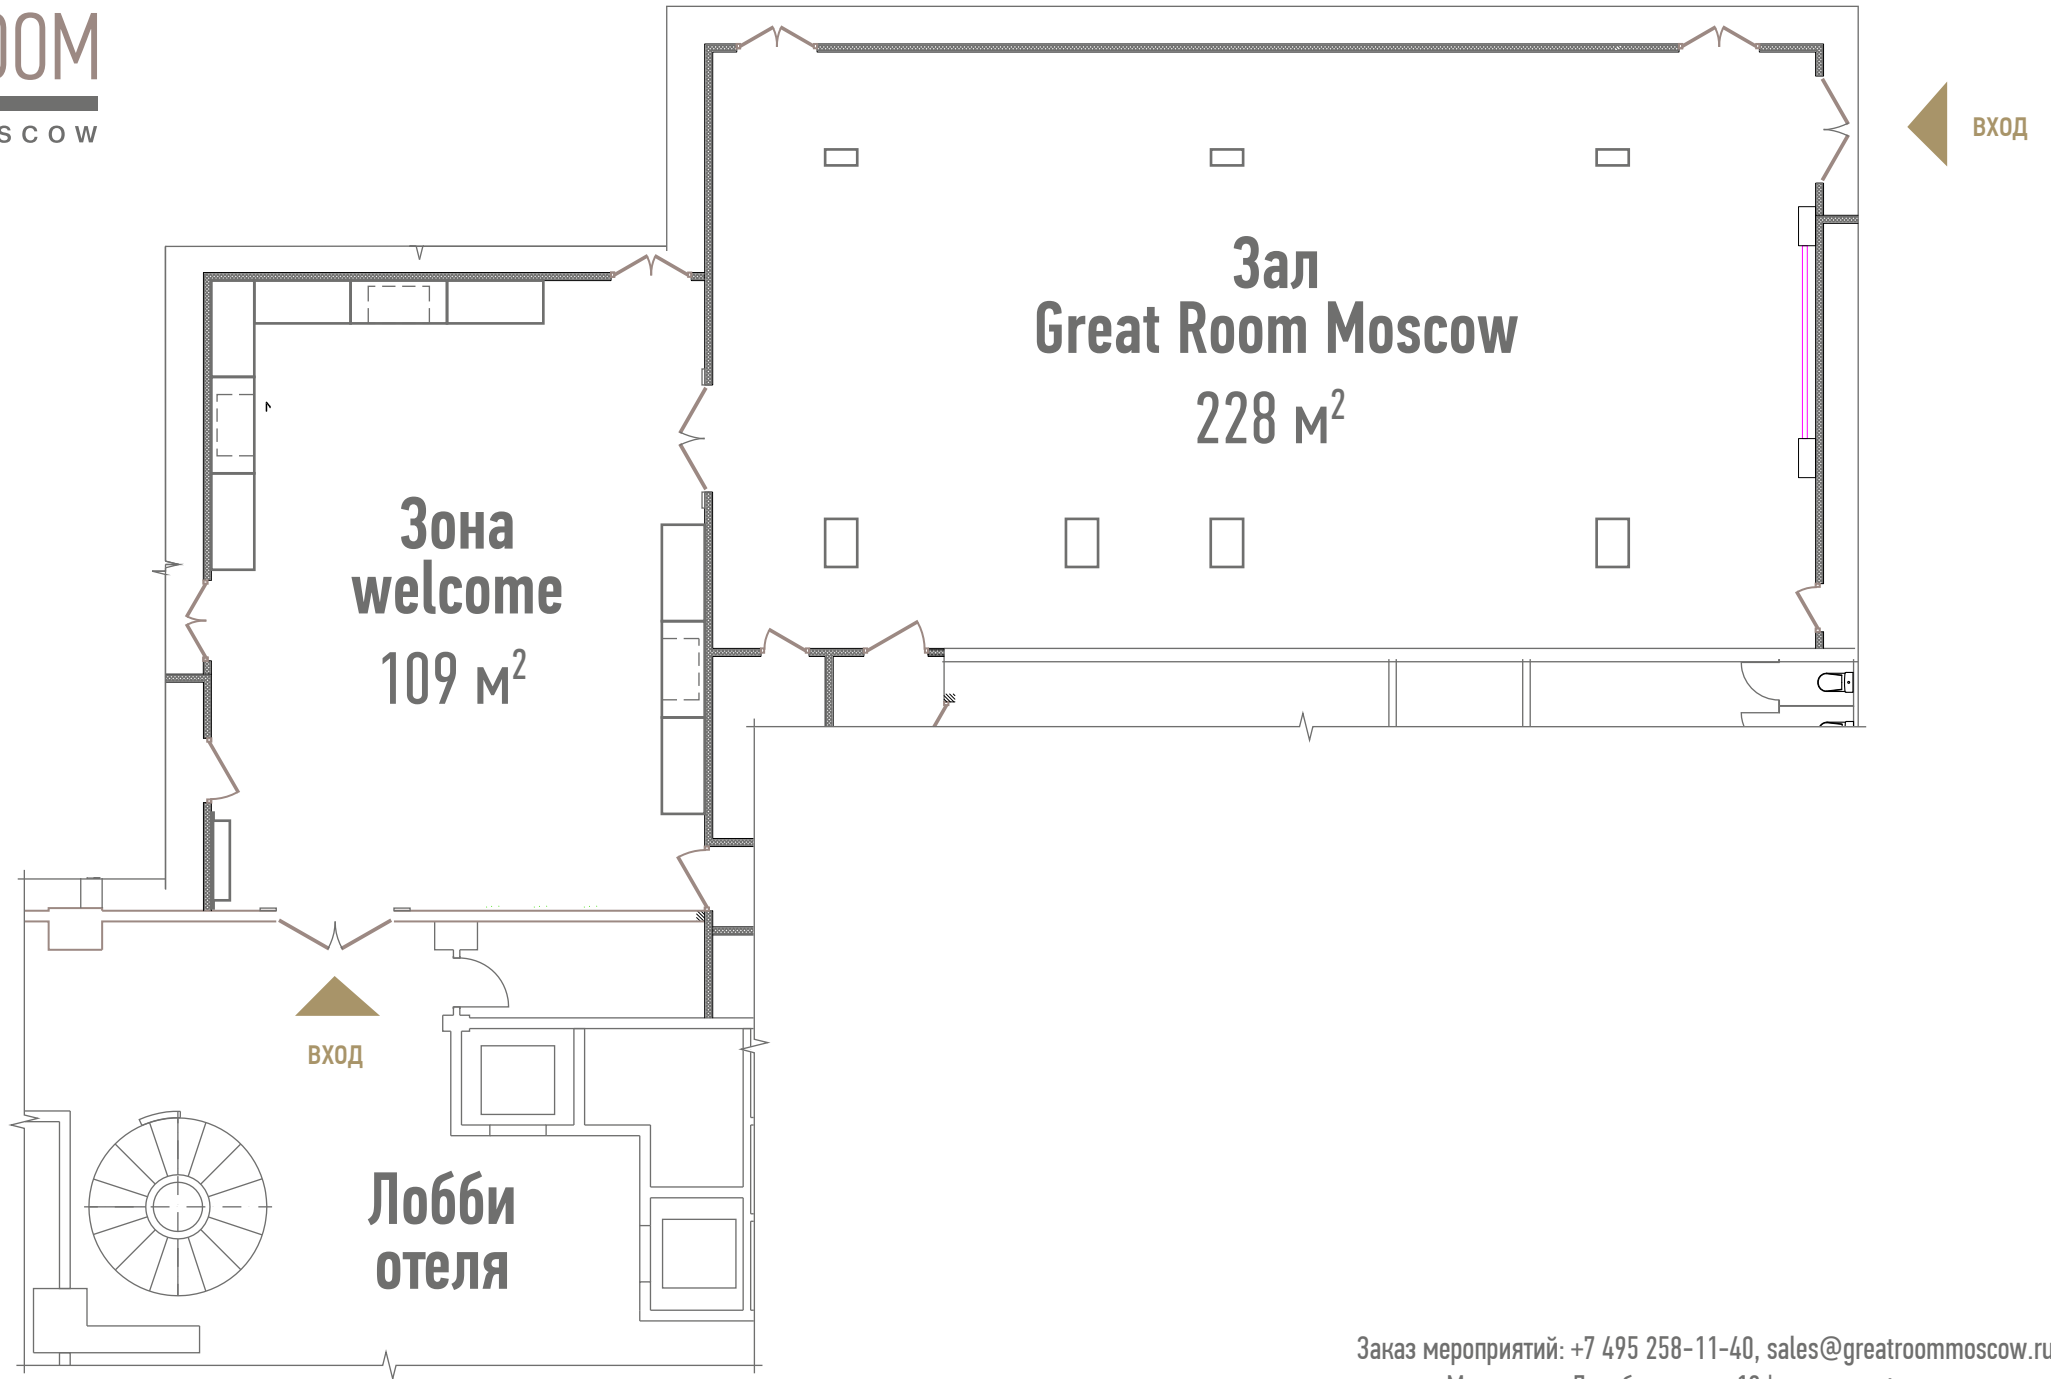 scow
вход
Зал
Great Room Moscow
228 м²
Зона
welcome
109 м²
вход
Лобби
отеля
Заказ мероприятий: +7 495 258-11-40, sales@greatroommoscow.ru